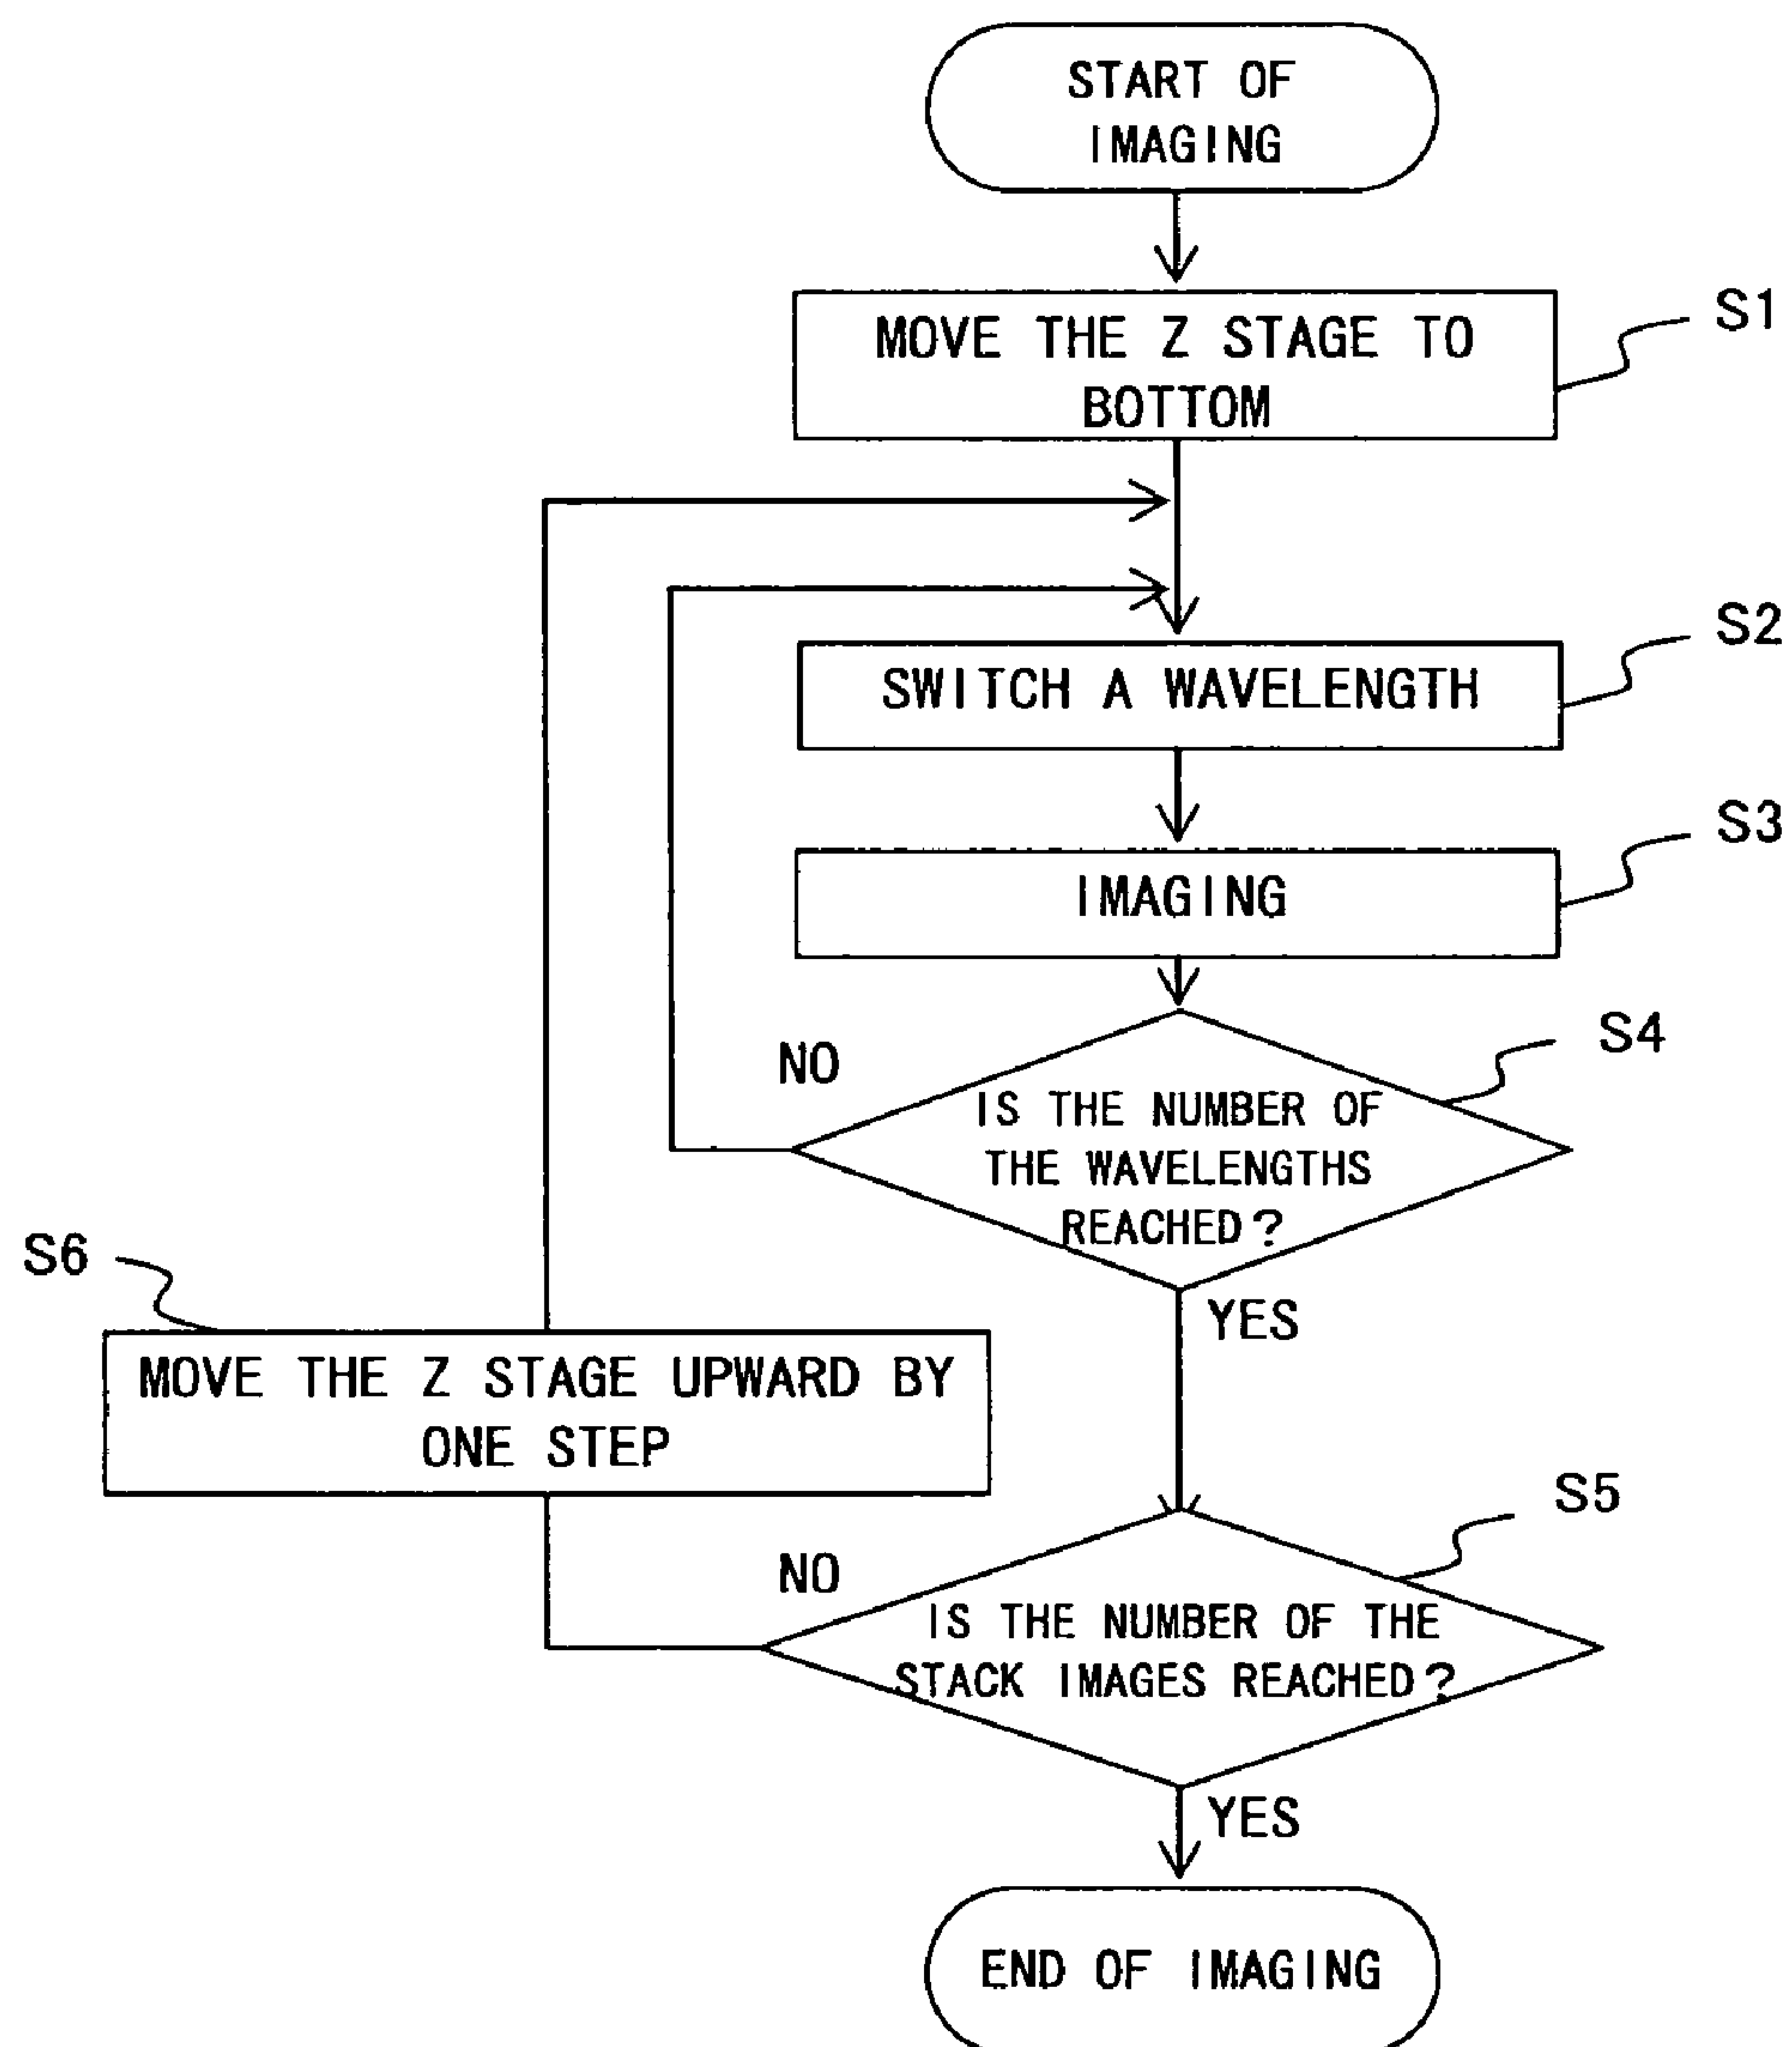 START OF
IMAGING
MOVE THE Z STAGE TO
BOTTOM
S1
SWITCH A WAVELENGTH
S2
IMAGING
S3
NO
IS THE NUMBER OF
THE WAVELENGTHS
REACHED?
S4
YES
S6
MOVE THE Z STAGE UPWARD BY
ONE STEP
NO
IS THE NUMBER OF THE
STACK IMAGES REACHED?
S5
YES
END OF IMAGING